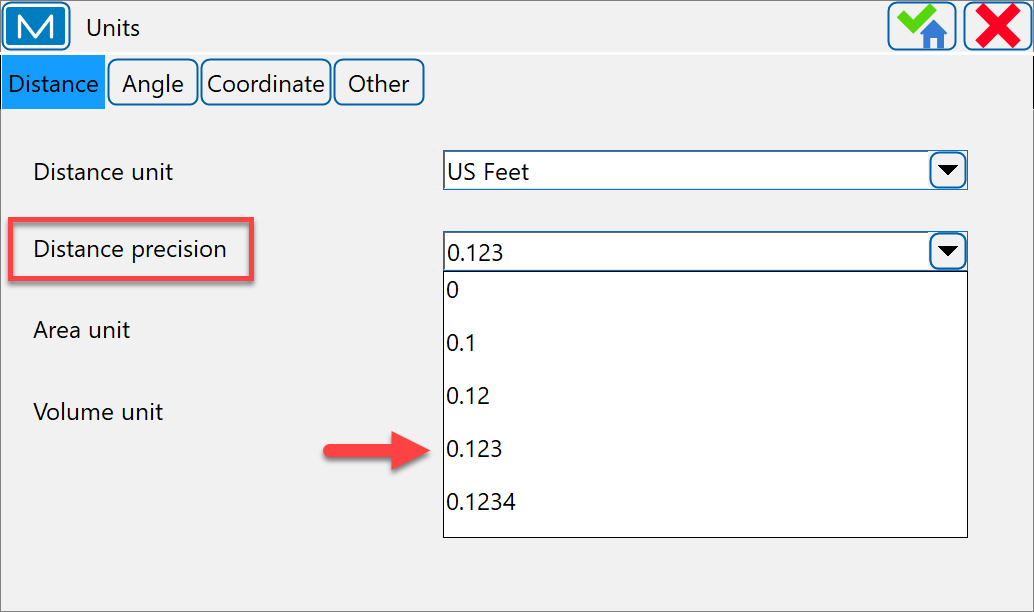 M Units
Distance Angle Coordinate Other
Distance unit US Feet
Distance precision 0.123
0
Area unit
0.1
0.12
Volume unit
0.123
0.1234